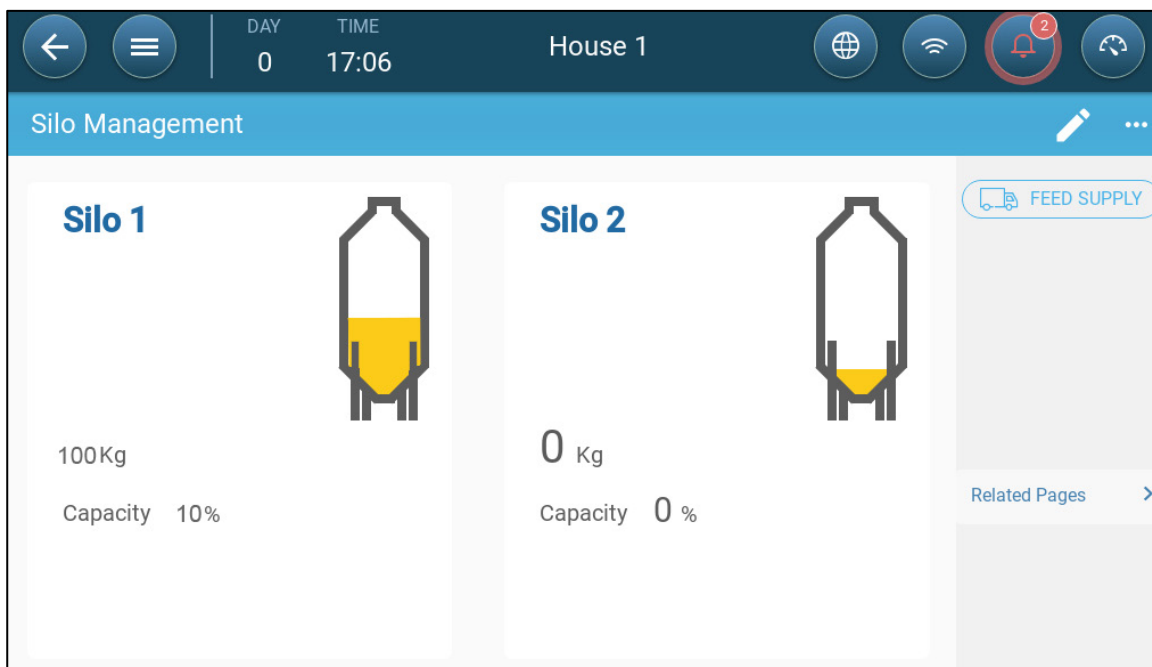 DAY TIME
0 17:06
House 1
2
Silo Management
Silo 1
100Kg
Capacity 10%
Silo 2
0 Kg
Capacity 0 %
FEED SUPPLY
Related Pages